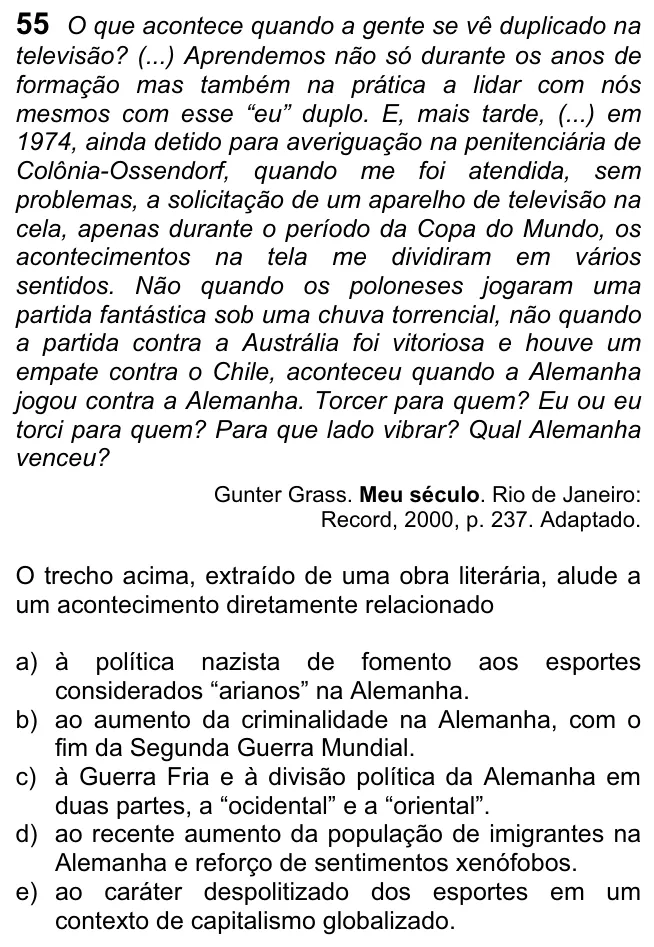 55 O que acontece quando a gente se vê duplicado na
televisão? (...) Aprendemos não só durante os anos de
formação mas também na prática a lidar com nós
mesmos com esse “eu” duplo. E, mais tarde, (...) em
1974, ainda detido para averiguação na penitenciária de
Colônia-Ossendorf, quando me foi atendida, sem
problemas, a solicitação de um aparelho de televisão na
cela, apenas durante o período da Copa do Mundo, os
acontecimentos na tela me dividiram em vários
sentidos. Não quando os poloneses jogaram uma
partida fantástica sob uma chuva torrencial, não quando
a partida contra a Austrália foi vitoriosa e houve um
empate contra o Chile, aconteceu quando a Alemanha
jogou contra a Alemanha. Torcer para quem? Eu ou eu
torci para quem? Para que lado vibrar? Qual Alemanha
venceu?
Gunter Grass. Meu século. Rio de Janeiro:
Record, 2000, p. 237. Adaptado.
O trecho acima, extraído de uma obra literária, alude a
um acontecimento diretamente relacionado
a) à política nazista de fomento aos esportes
considerados “arianos” na Alemanha.
b) ao aumento da criminalidade na Alemanha, com o
fim da Segunda Guerra Mundial.
c) à Guerra Fria e à divisão política da Alemanha em
duas partes, a “ocidental” e a “oriental”.
d) ao recente aumento da população de imigrantes na
Alemanha e reforço de sentimentos xenófobos.
e) ao caráter despolitizado dos esportes em um
contexto de capitalismo globalizado.